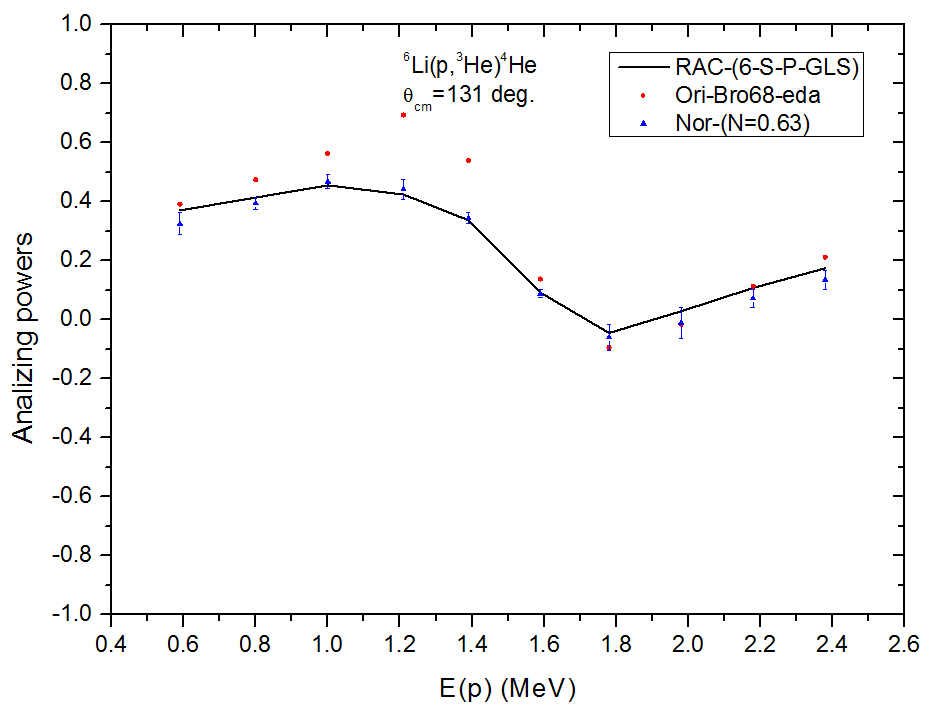 1.0
0.8
0.6
0.4
0.2
0.0
-0.2
-0.4
-0.6
-0.8
-1.0
Analizing powers
⁶Li(p,³He)⁴He
θcm=131 deg.
RAC-(6-S-P-GLS)
Ori-Bro68-eda
Nor-(N=0.63)
0.4 0.6 0.8 1.0 1.2 1.4 1.6 1.8 2.0 2.2 2.4 2.6
E(p) (MeV)